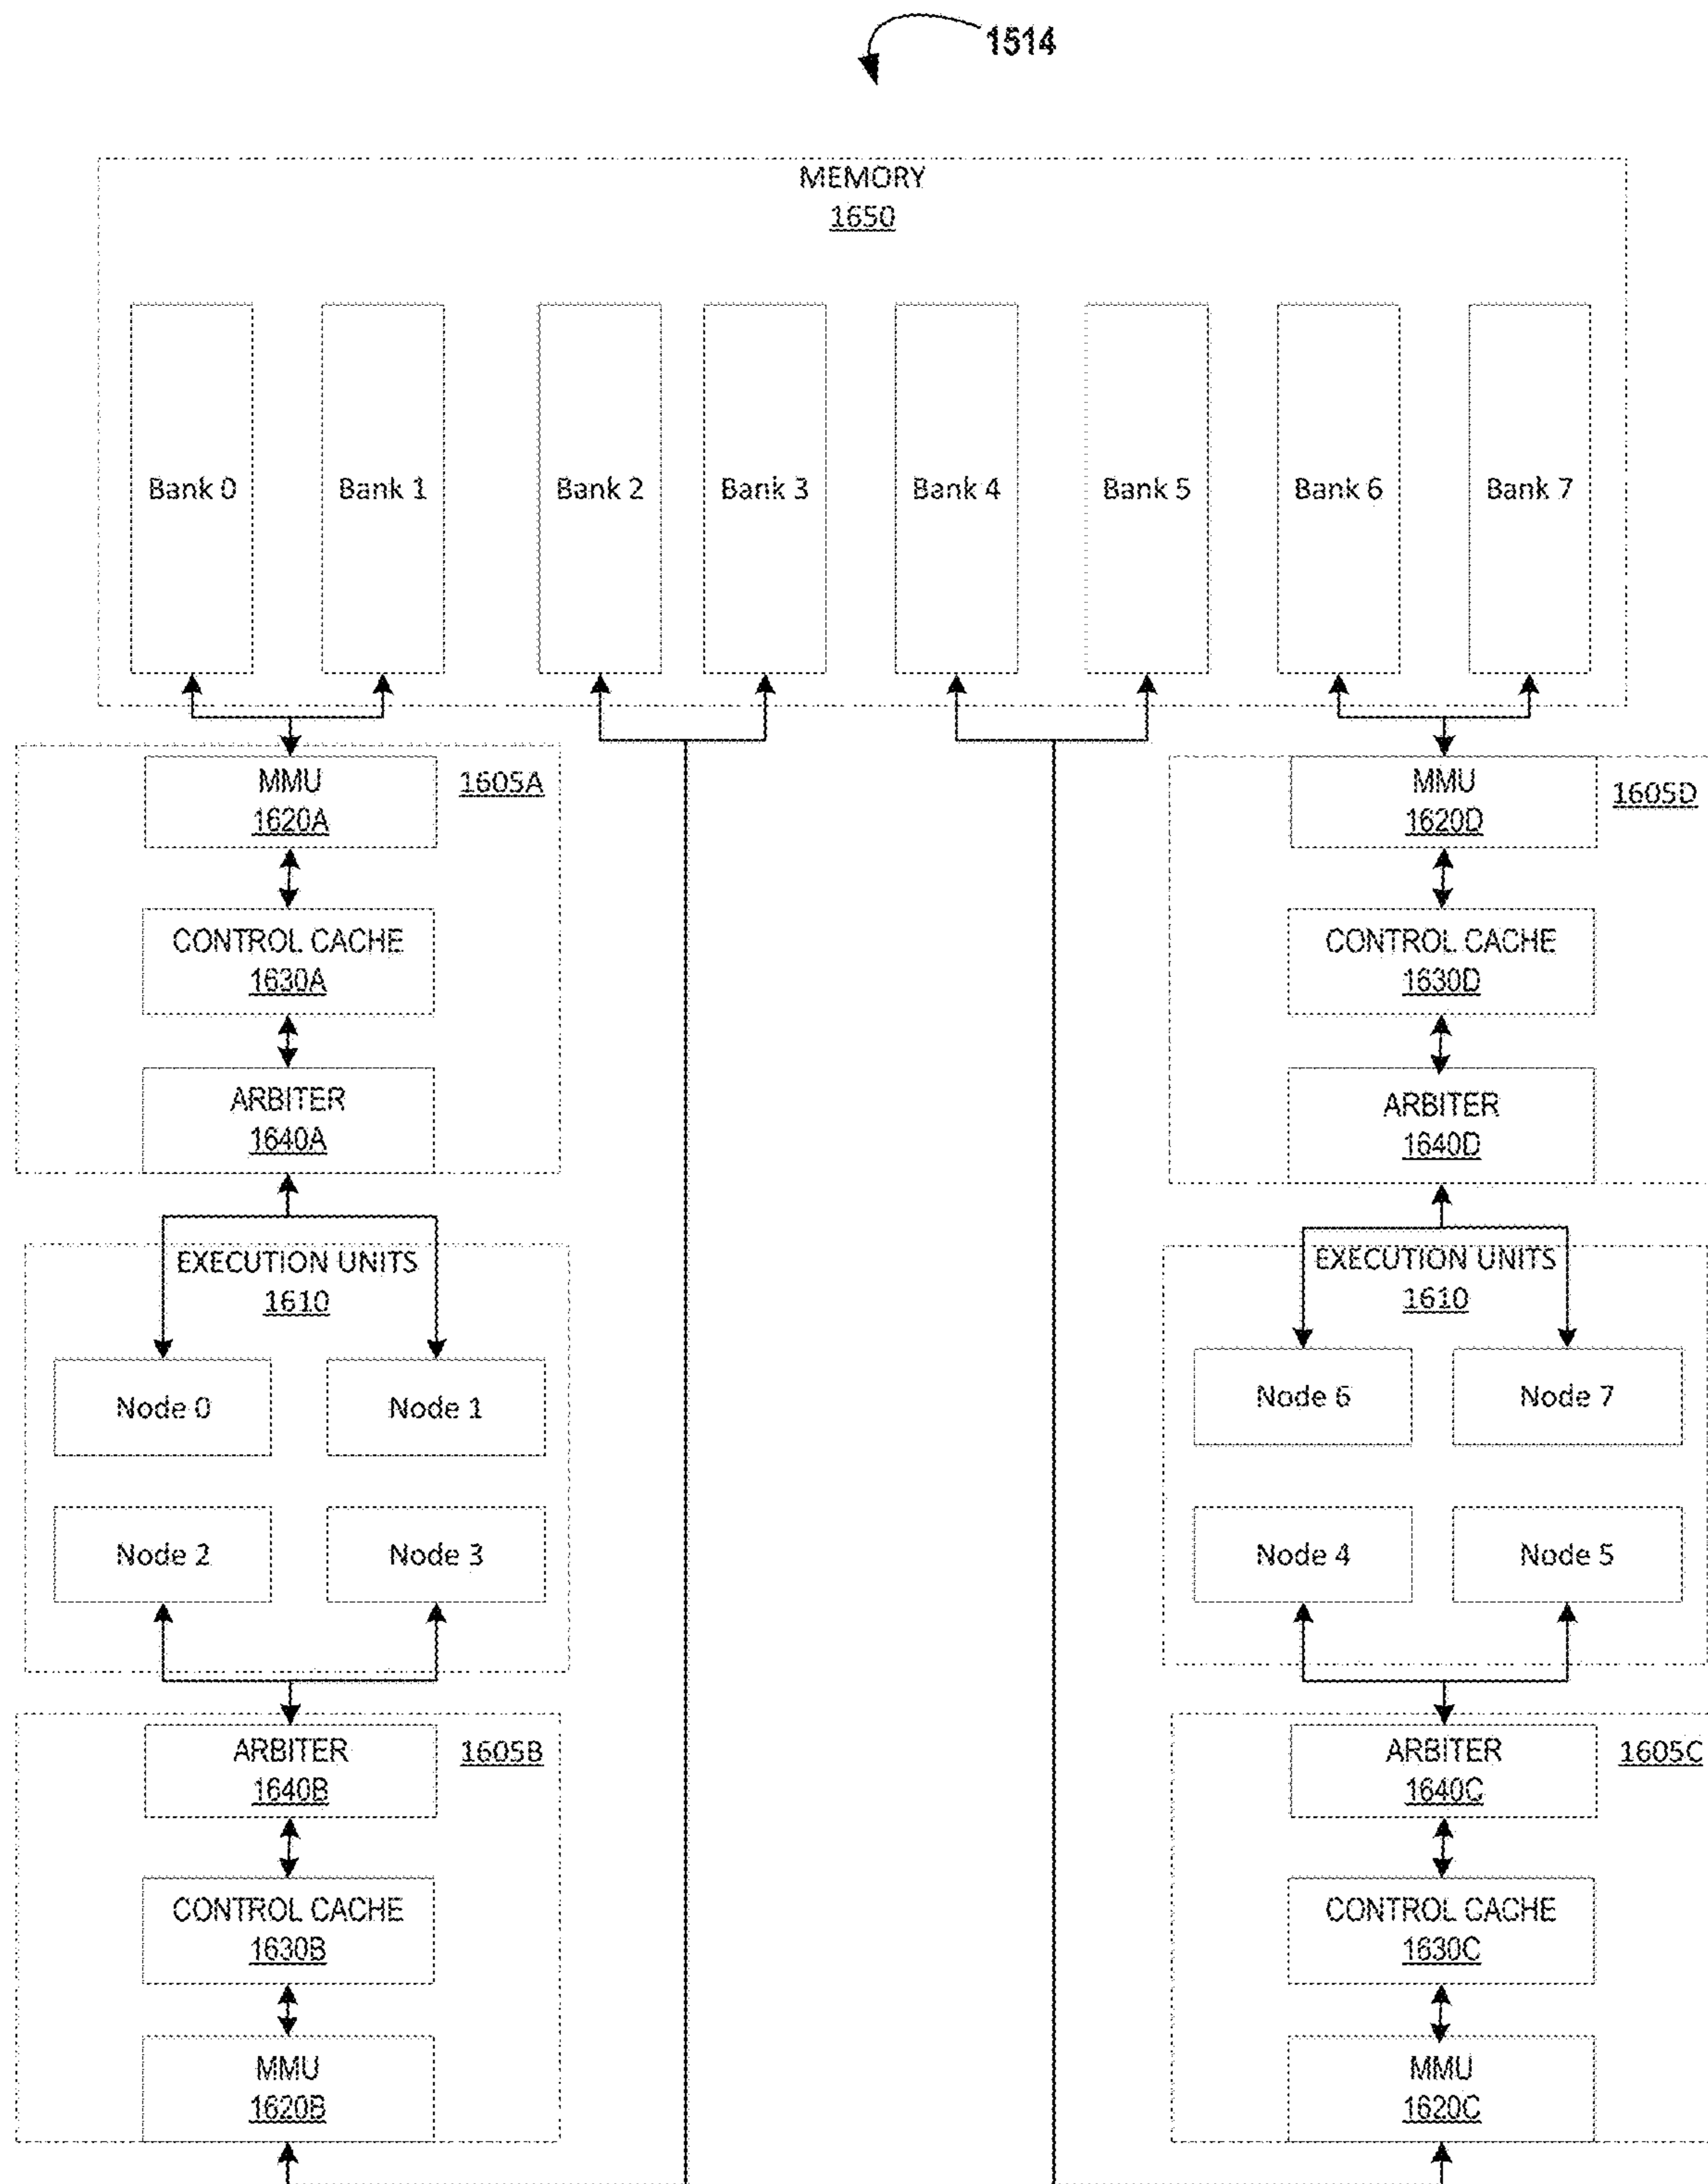 1514
MEMORY
1650
Bank 0
Bank 1
Bank 2
Bank 3
Bank 4
Bank 5
Bank 6
Bank 7
MMU
1620A
1605A
CONTROL CACHE
1630A
ARBITER
1640A
MMU
1620D
1605D
CONTROL CACHE
1630D
ARBITER
1640D
EXECUTION UNITS
1610
Node 0
Node 1
Node 2
Node 3
EXECUTION UNITS
1610
Node 6
Node 7
Node 4
Node 5
ARBITER
1640B
1605B
CONTROL CACHE
1630B
MMU
1620B
ARBITER
1640C
1605C
CONTROL CACHE
1630C
MMU
1620C